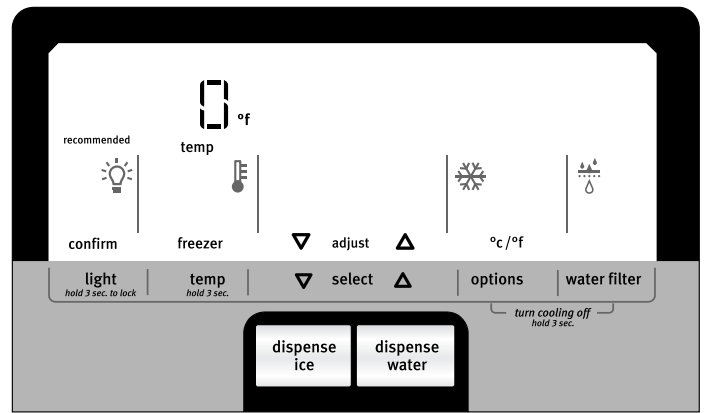 0 °f
recommended
temp
confirm freezer ▽ adjust △ °c/°f
light temp ▽ select △ options water filter
hold 3 sec. to lock hold 3 sec.
turn cooling off
hold 3 sec.
dispense dispense
ice water